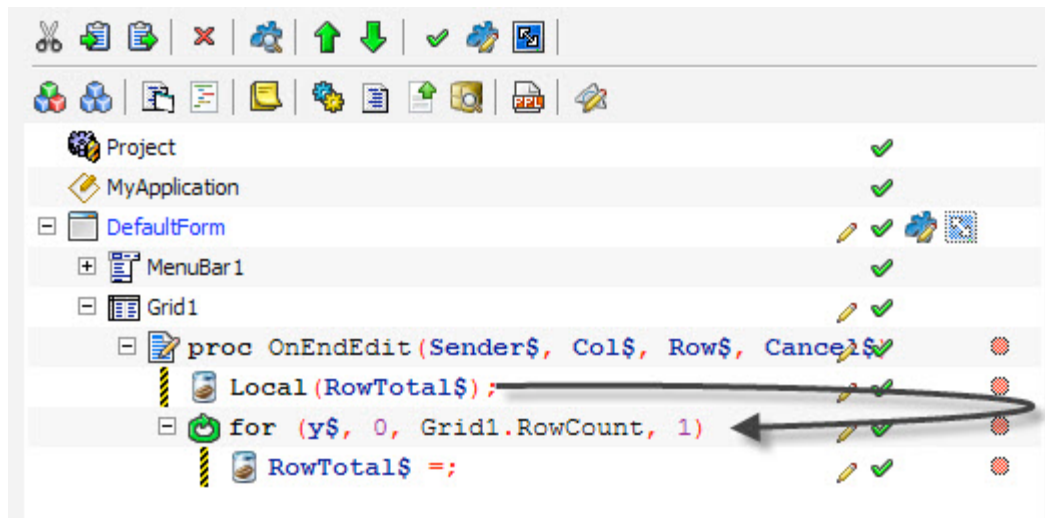 RPL
Project
MyApplication
DefaultForm
MenuBar1
Grid1
proc OnEndEdit(Sender$, Col$, Row$, Cancel$)
Local(RowTotal$);
for (y$, 0, Grid1.RowCount, 1)
RowTotal$ =;